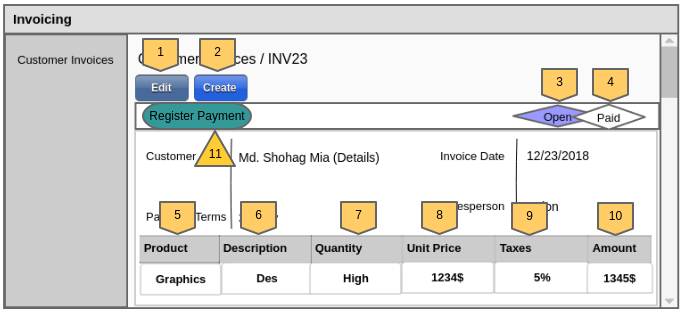 Invoicing
Customer Invoices
1
2
/ INV23
Edit
Create
3
4
Register Payment
Open
Paid
Customer
11
Md. Shohag Mia (Details)
Invoice Date
12/23/2018
Terms
5
6
7
8
9
10
Product
Description
Quantity
Unit Price
Taxes
Amount
Graphics
Des
High
1234$
5%
1345$